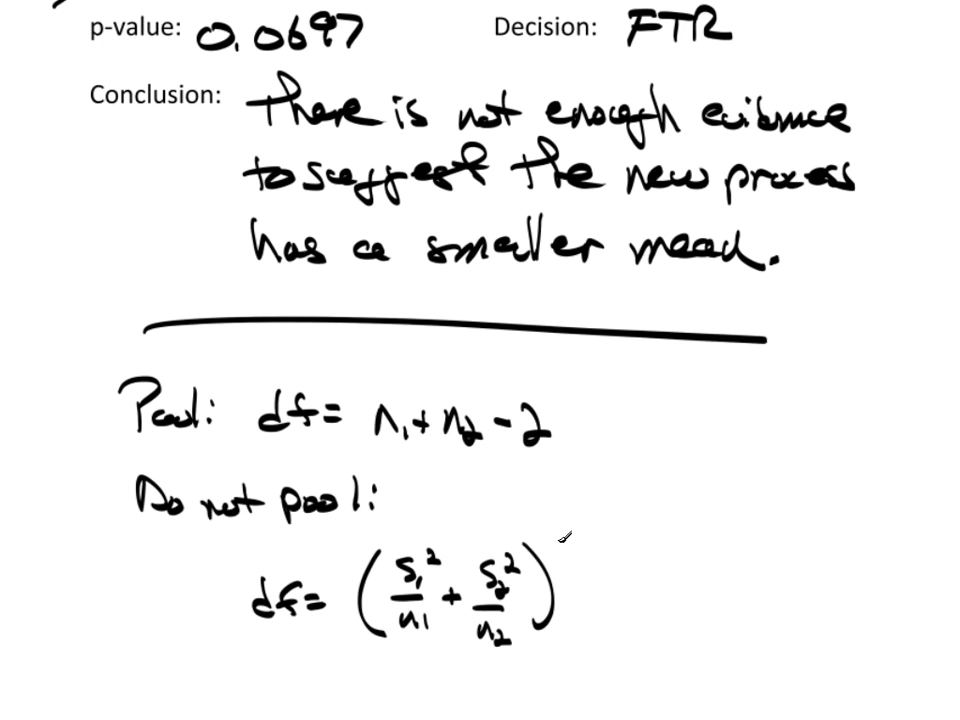 p-value: 0.0697 Decision: FTR
Conclusion: There is not enough evidence
to suggest the new process
has a smaller mean.
Pool: df = n₁ + n₂ - 2
Do not pool:
df = (s₁²/n₁ + s₂²/n₂)